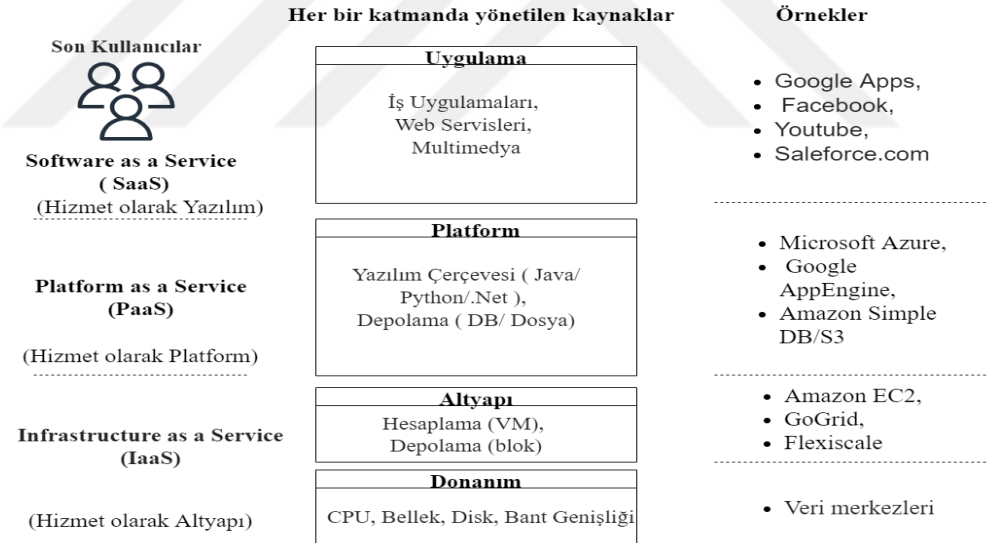 Her bir katmanda yönetilen kaynaklar
Örnekler
Son Kullanıcılar
Software as a Service
( SaaS)
(Hizmet olarak Yazılım)
Uygulama
İş Uygulamaları,
Web Servisleri,
Multimedya
• Google Apps,
• Facebook,
• Youtube,
• Saleforce.com
Platform as a Service
(PaaS)
(Hizmet olarak Platform)
Platform
Yazılım Çerçevesi ( Java/
Python/.Net ),
Depolama ( DB/ Dosya)
• Microsoft Azure,
• Google
AppEngine,
• Amazon Simple
DB/S3
Infrastructure as a Service
(IaaS)
(Hizmet olarak Altyapı)
Altyapı
Hesaplama (VM),
Depolama (blok)
• Amazon EC2,
• GoGrid,
• Flexiscale
Donanım
CPU, Bellek, Disk, Bant Genişliği
• Veri merkezleri